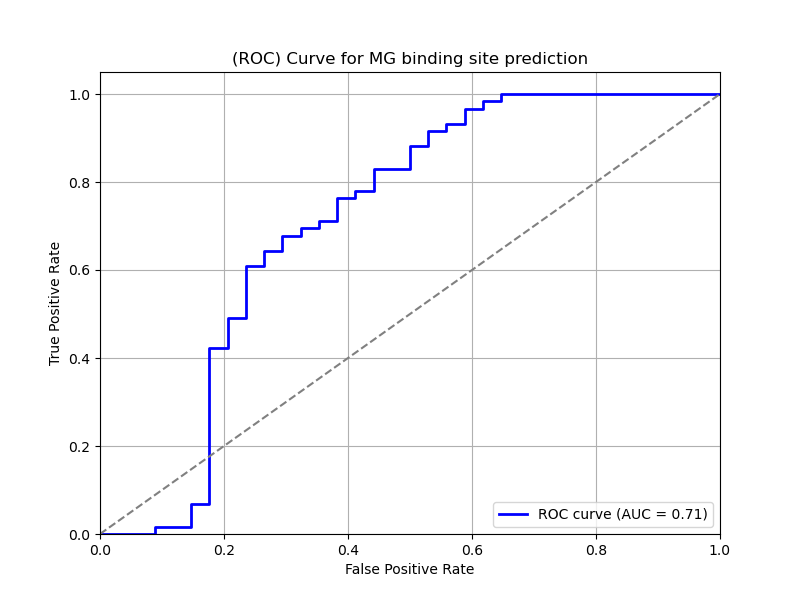 (ROC) Curve for MG binding site prediction
True Positive Rate
1.0
0.8
0.6
0.4
0.2
0.0
0.0 0.2 0.4 0.6 0.8 1.0
False Positive Rate
ROC curve (AUC = 0.71)